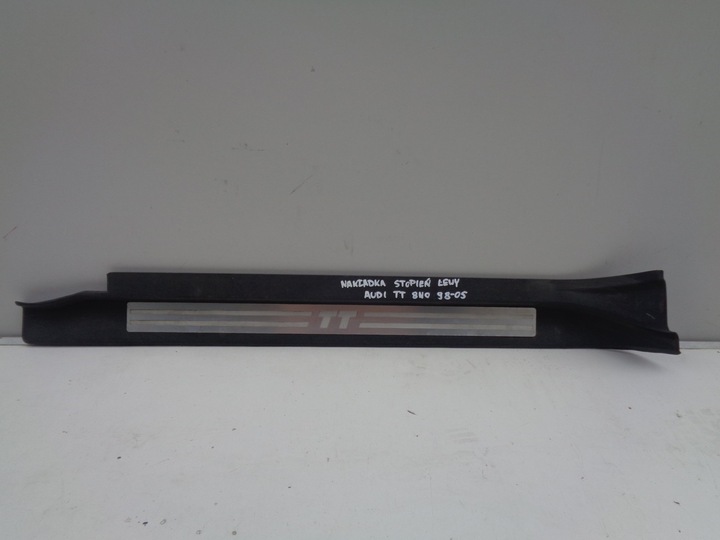 NAKŁADKA STOPIEŃ LEWY
AUDI TT 8N0 98-05
TT